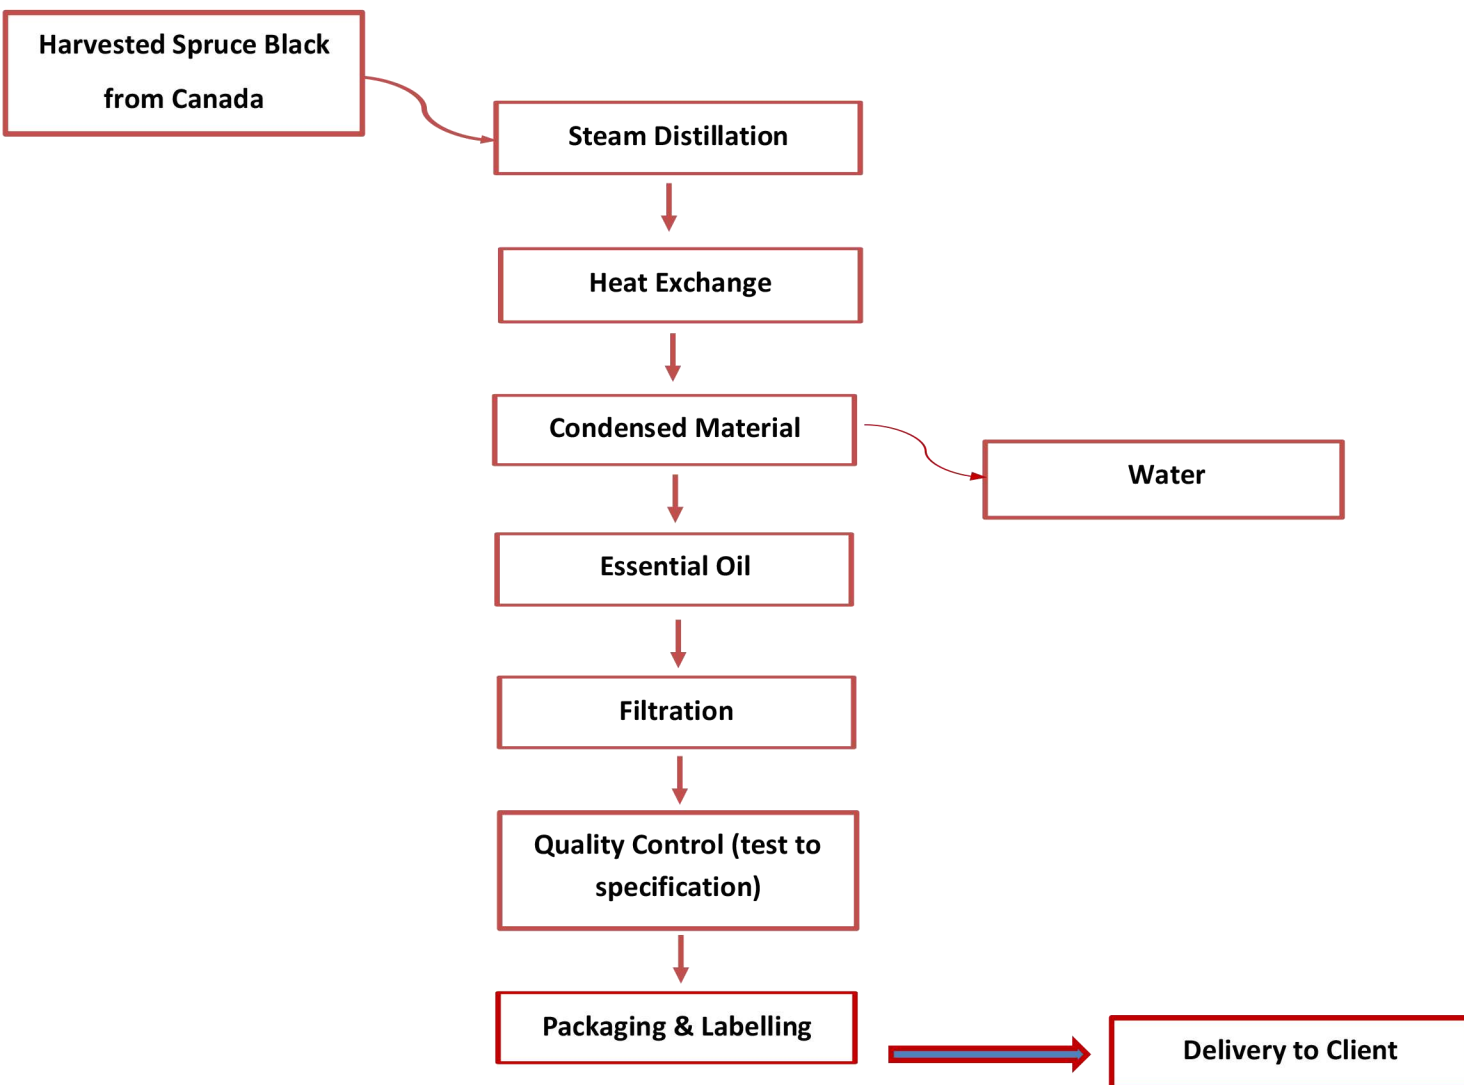 Harvested Spruce Black
from Canada
Steam Distillation
Heat Exchange
Condensed Material
Water
Essential Oil
Filtration
Quality Control (test to
specification)
Packaging & Labelling
Delivery to Client